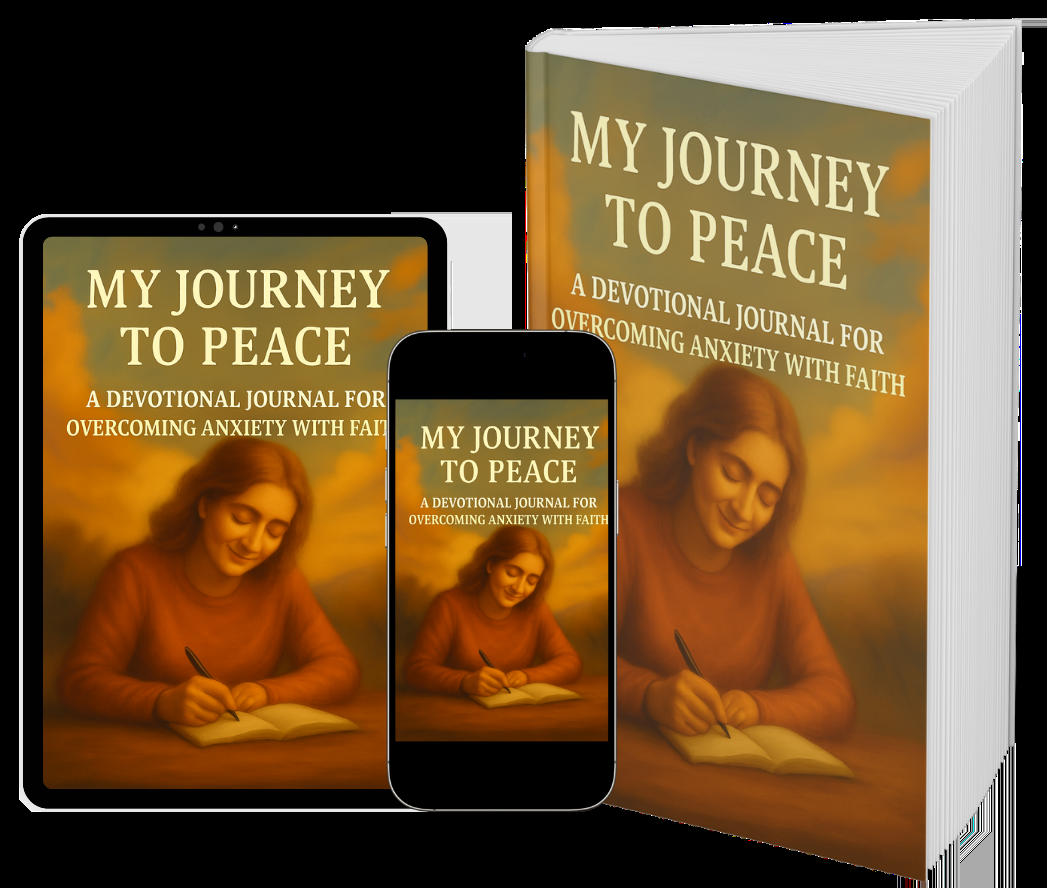 MY JOURNEY
TO PEACE
A DEVOTIONAL JOURNAL FOR
OVERCOMING ANXIETY WITH FAIT
MY JOURNEY
TO PEACE
A DEVOTIONAL JOURNAL FOR
OVERCOMING ANXIETY WITH FAITH
MY JOURNEY
TO PEACE
A DEVOTIONAL JOURNAL FOR
OVERCOMING ANXIETY WITH FAITH